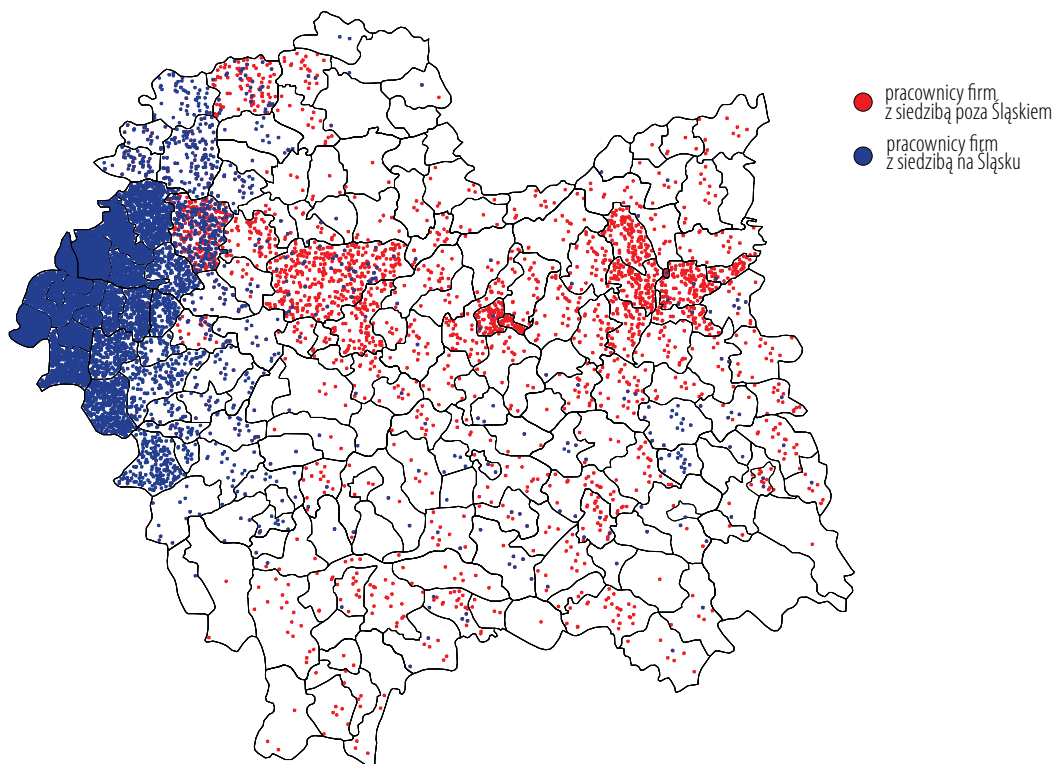 pracownicy firm
z siedzibą poza Śląskiem
pracownicy firm
z siedzibą na Śląsku